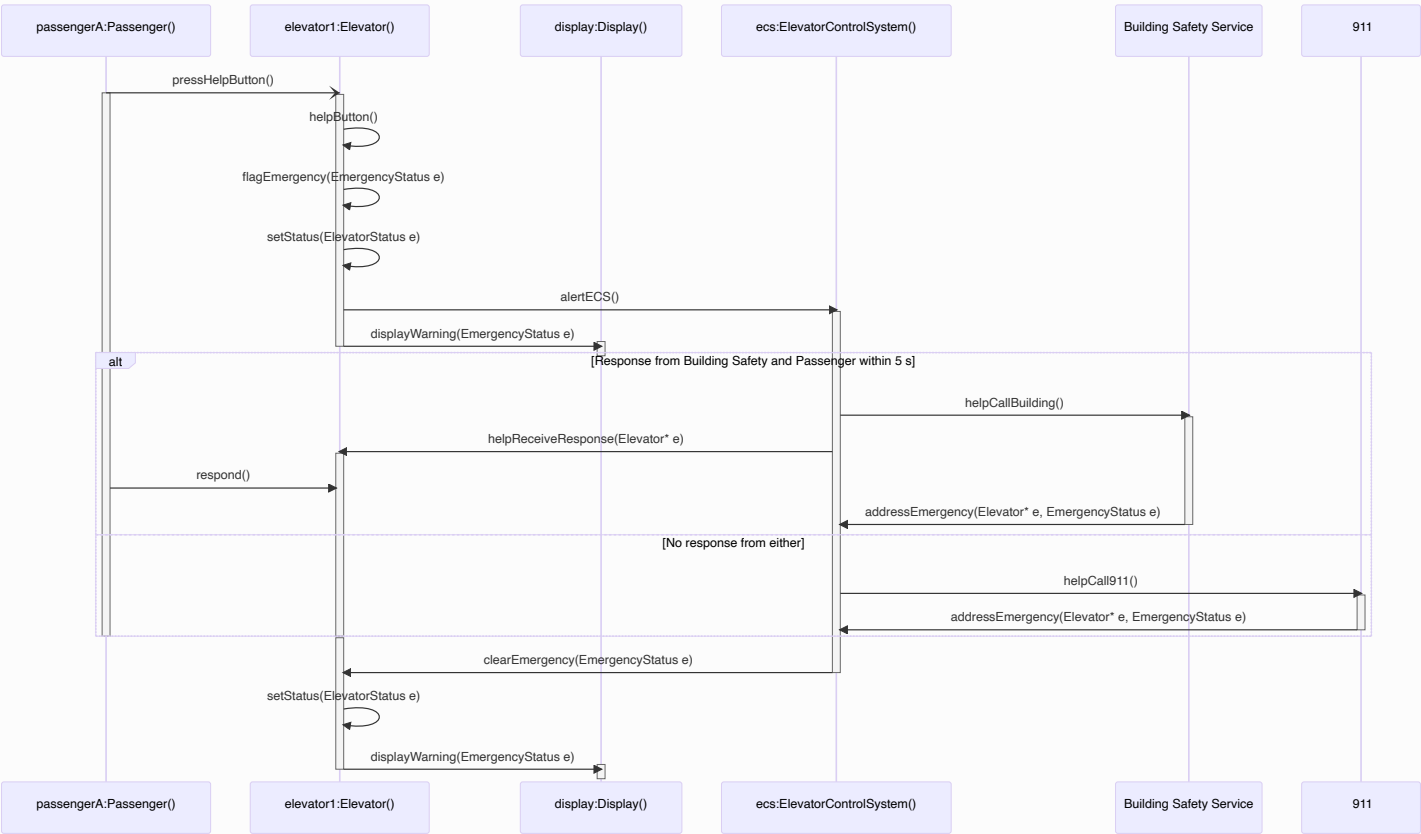 passengerA:Passenger()
elevator1:Elevator()
display:Display()
ecs:ElevatorControlSystem()
Building Safety Service
911
pressHelpButton()
helpButton()
flagEmergency(EmergencyStatus e)
setStatus(ElevatorStatus e)
alertECS()
displayWarning(EmergencyStatus e)
alt
[Response from Building Safety and Passenger within 5 s]
helpCallBuilding()
helpReceiveResponse(Elevator* e)
respond()
addressEmergency(Elevator* e, EmergencyStatus e)
[No response from either]
helpCall911()
addressEmergency(Elevator* e, EmergencyStatus e)
clearEmergency(EmergencyStatus e)
setStatus(ElevatorStatus e)
displayWarning(EmergencyStatus e)
passengerA:Passenger()
elevator1:Elevator()
display:Display()
ecs:ElevatorControlSystem()
Building Safety Service
911